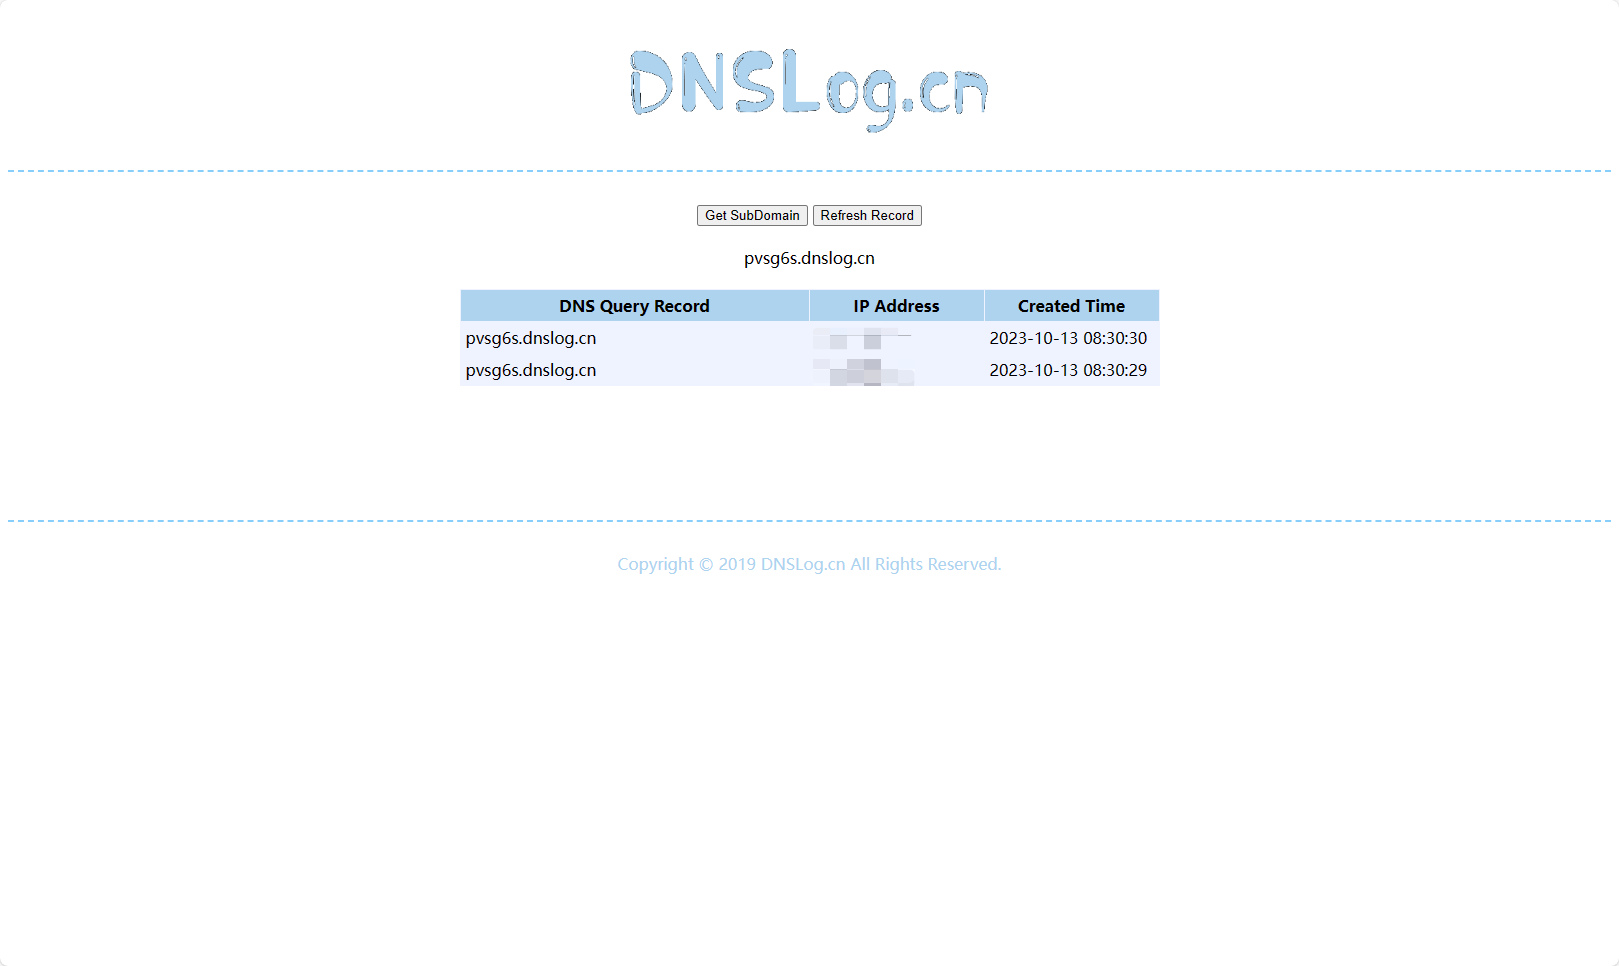 DNSLog.cn
Get SubDomain Refresh Record
pvsg6s.dnslog.cn
DNS Query Record IP Address Created Time
pvsg6s.dnslog.cn 2023-10-13 08:30:30
pvsg6s.dnslog.cn 2023-10-13 08:30:29
Copyright © 2019 DNSLog.cn All Rights Reserved.